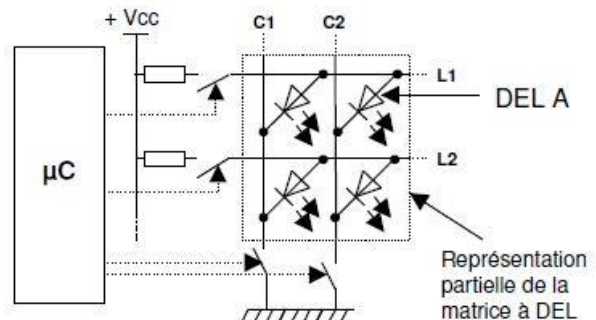 + Vcc
C1 C2
L1
DEL A
µC
L2
Représentation
partielle de la
matrice à DEL